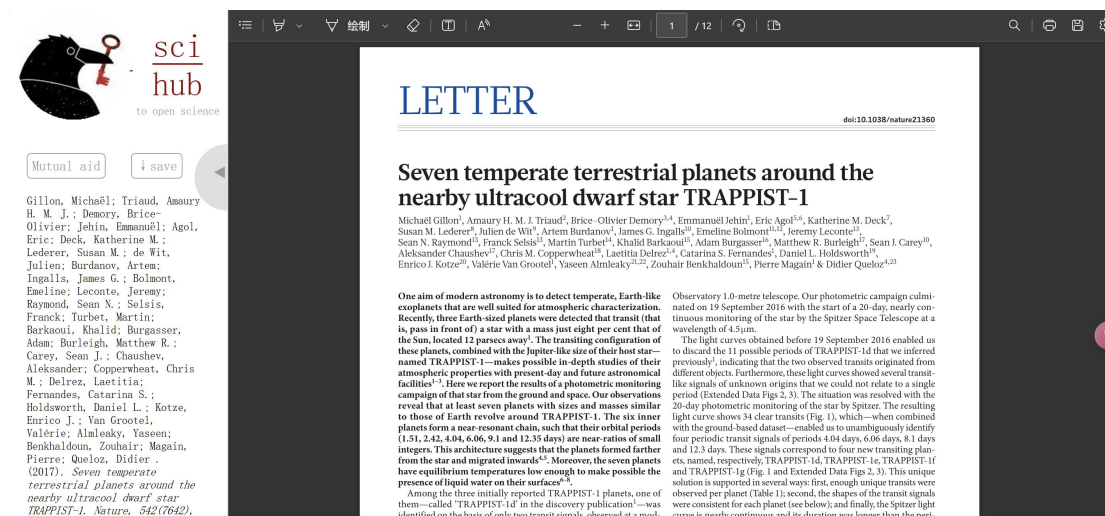 sci
hub
to open science
Mutual aid
↓ save
Gillon, Michaël; Triaud, Amaury
H. M. J.; Demory, Brice-
Olivier; Jehin, Emmanuël; Agol,
Eric; Deck, Katherine M.;
Lederer, Susan M.; de Wit,
Julien; Burdanov, Artem;
Ingalls, James G.; Bolmont,
Emeline; Leconte, Jeremy;
Raymond, Sean N.; Selsis,
Franck; Turbet, Martin;
Barkaoui, Khalid; Burgasser,
Adam; Burleigh, Matthew R.;
Carey, Sean J.; Chaushev,
Aleksander; Copperwheat, Chris
M.; Delrez, Laetitia;
Fernandes, Catarina S.;
Holdsworth, Daniel L.; Kotze,
Enrico J.; Van Grootel,
Valérie; Almleaky, Yaseen;
Benkhaldoun, Zouhair; Magain,
Pierre; Queloz, Didier .
(2017). Seven temperate
terrestrial planets around the
nearby ultracool dwarf star
TRAPPIST-1. Nature, 542(7642),
绘制
1 / 12
LETTER
doi:10.1038/nature21360
Seven temperate terrestrial planets around the
nearby ultracool dwarf star TRAPPIST-1
Michaël Gillon1, Amaury H. M. J. Triaud2, Brice-Olivier Demory3,4, Emmanuël Jehin1, Eric Agol5,6, Katherine M. Deck7,
Susan M. Lederer8, Julien de Wit9, Artem Burdanov1, James G. Ingalls10, Emeline Bolmont11,12, Jeremy Leconte13,
Sean N. Raymond13, Franck Selsis13, Martin Turbet14, Khalid Barkaoui15, Adam Burgasser16, Matthew R. Burleigh17, Sean J. Carey10,
Aleksander Chaushev17, Chris M. Copperwheat18, Laetitia Delrez1,4, Catarina S. Fernandes1, Daniel L. Holdsworth19,
Enrico J. Kotze20, Valérie Van Grootel1, Yaseen Almleaky21,22, Zouhair Benkhaldoun15, Pierre Magain1 & Didier Queloz4,23
One aim of modern astronomy is to detect temperate, Earth-like
exoplanets that are well suited for atmospheric characterization.
Recently, three Earth-sized planets were detected that transit (that
is, pass in front of) a star with a mass just eight per cent that of
the Sun, located 12 parsecs away1. The transiting configuration of
these planets, combined with the Jupiter-like size of their host star—
named TRAPPIST-1—makes possible in-depth studies of their
atmospheric properties with present-day and future astronomical
facilities1–3. Here we report the results of a photometric monitoring
campaign of that star from the ground and space. Our observations
reveal that at least seven planets with sizes and masses similar
to those of Earth revolve around TRAPPIST-1. The six inner
planets form a near-resonant chain, such that their orbital periods
(1.51, 2.42, 4.04, 6.06, 9.1 and 12.35 days) are near-ratios of small
integers. This architecture suggests that the planets formed farther
from the star and migrated inwards4,5. Moreover, the seven planets
have equilibrium temperatures low enough to make possible the
presence of liquid water on their surfaces6–8.
Among the three initially reported TRAPPIST-1 planets, one of
them—called ‘TRAPPIST-1d’ in the discovery publication1—was
identified on the basis of only two transit signals, observed at a mod-
Observatory 1.0-metre telescope. Our photometric campaign culmi-
nated on 19 September 2016 with the start of a 20-day, nearly con-
tinuous monitoring of the star by the Spitzer Space Telescope at a
wavelength of 4.5 μm.
The light curves obtained before 19 September 2016 enabled us
to discard the 11 possible periods of TRAPPIST-1d that we inferred
previously1, indicating that the two observed transits originated from
different objects. Furthermore, these light curves showed several transit-
like signals of unknown origins that we could not relate to a single
period (Extended Data Figs 2, 3). The situation was resolved with the
20-day photometric monitoring of the star by Spitzer. The resulting
light curve shows 34 clear transits (Fig. 1), which—when combined
with the ground-based dataset—enabled us to unambiguously identify
four periodic transit signals of periods 4.04 days, 6.06 days, 8.1 days
and 12.3 days. These signals correspond to four new transiting plan-
ets, named, respectively, TRAPPIST-1d, TRAPPIST-1e, TRAPPIST-1f
and TRAPPIST-1g (Fig. 1 and Extended Data Figs 2, 3). This unique
solution is supported in several ways: first, enough unique transits were
observed per planet (Table 1); second, the shapes of the transit signals
were consistent for each planet (see below); and finally, the Spitzer light
curve is nearly continuous and its duration was longer than the peri-